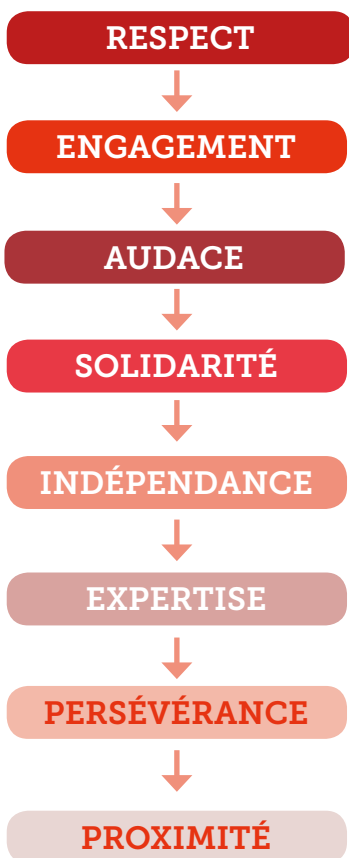 RESPECT
ENGAGEMENT
AUDACE
SOLIDARITÉ
INDÉPENDANCE
EXPERTISE
PERSÉVÉRANCE
PROXIMITÉ